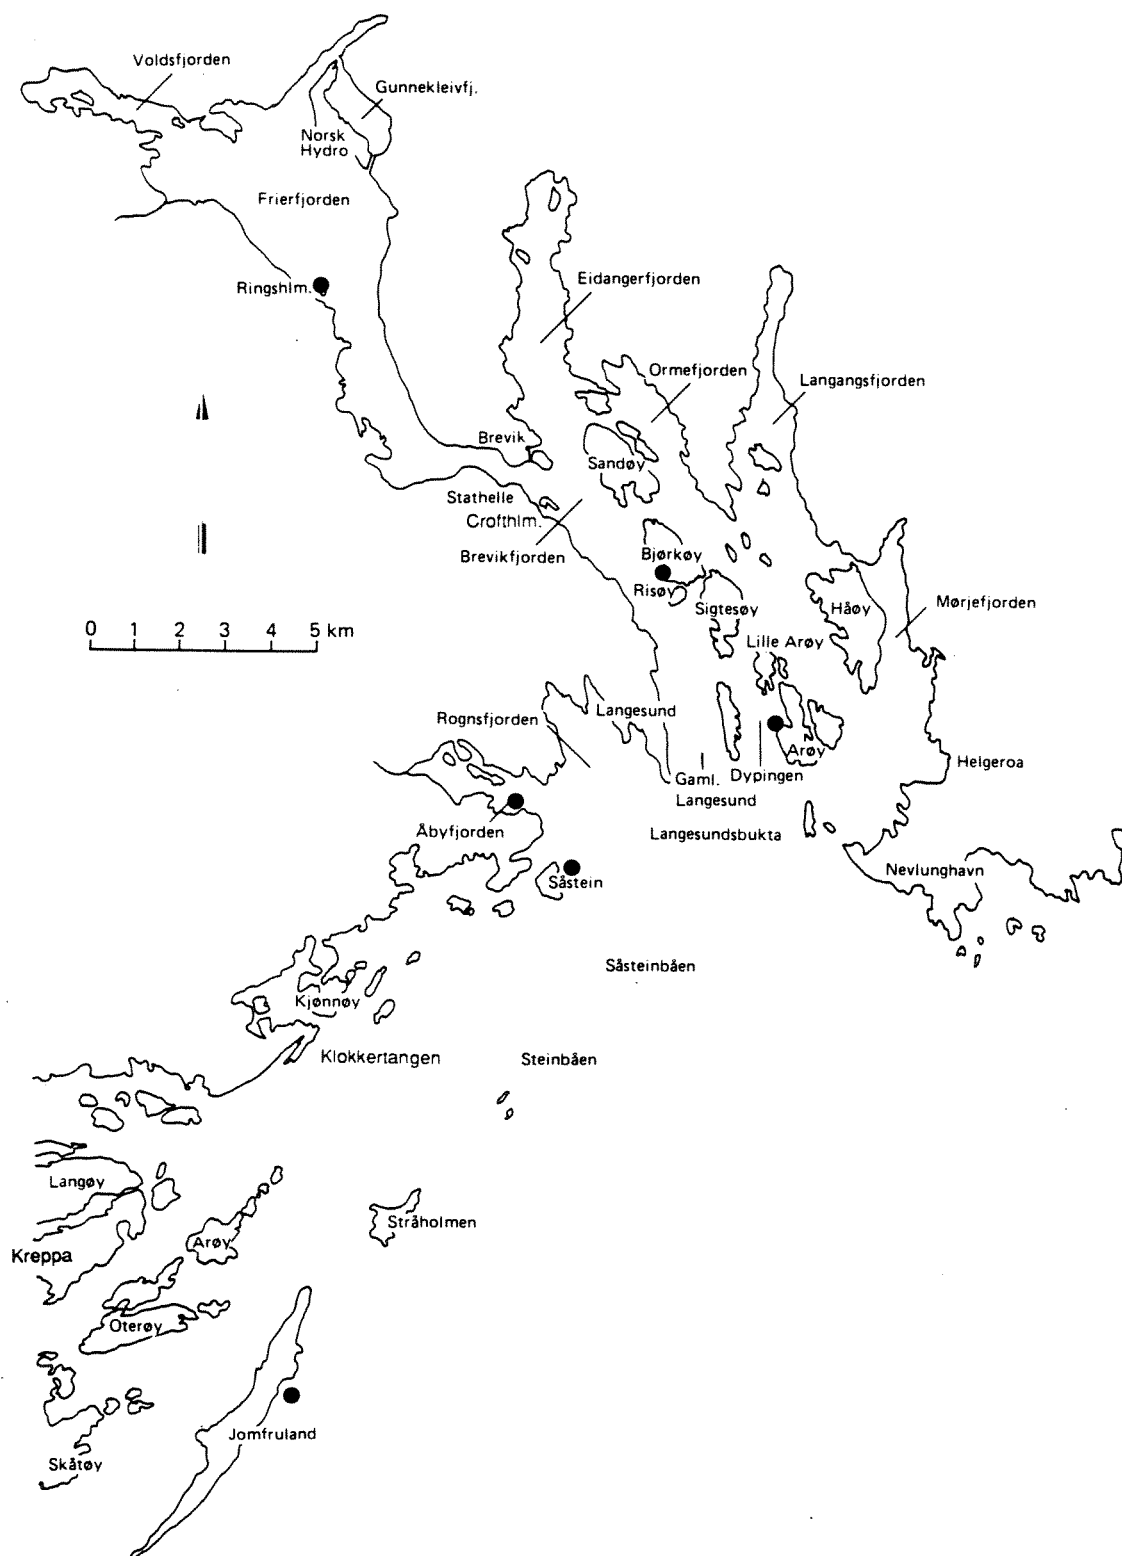 Voldsfjorden
Gunnekleivfj.
Norsk
Hydro
Frierfjorden
Ringshlm.
Eidangerfjorden
Ormefjorden
Langangsfjorden
Brevik
Sandøy
Stathelle
Crofthlm.
Brevikfjorden
Bjørkøy
Risøy
Sigtesøy
Håøy
Mørjefjorden
0 1 2 3 4 5 km
Lille Arøy
Langesund
Rognsfjorden
Arøy
Helgeroa
Gaml.
Langesund
Dypingen
Åbyfjorden
Langesundsbukta
Nevlunghavn
Såstein
Såsteinbåen
Kjønnøy
Klokkertangen
Steinbåen
Langøy
Stråholmen
Arøy
Kreppa
Oterøy
Jomfruland
Skåtøy